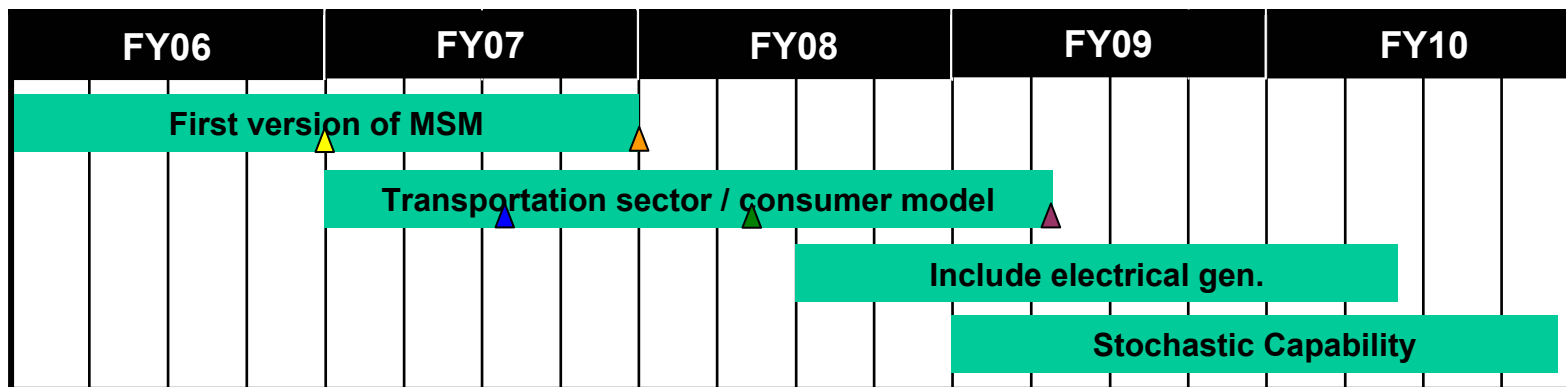 FY06 FY07 FY08 FY09 FY10
First version of MSM
Transportation sector / consumer model
Include electrical gen.
Stochastic Capability